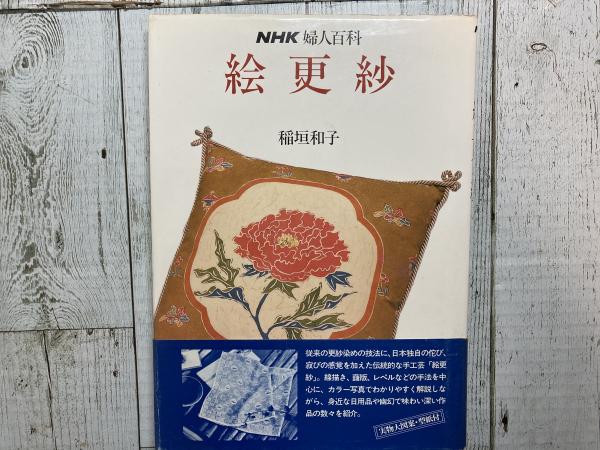 NHK 婦人百科
絵更紗
稲垣和子
従来の更紗染めの技法に、日本独自の侘び、
寂びの感覚を加えた伝統的な手工芸「絵更
紗」。線描き、繭版、レベルなどの手法を中
心に、カラー写真でわかりやすく解説しな
がら、身近な日用品や幽幻で味わい深い作
品の数々を紹介。
実物大図案・型紙付